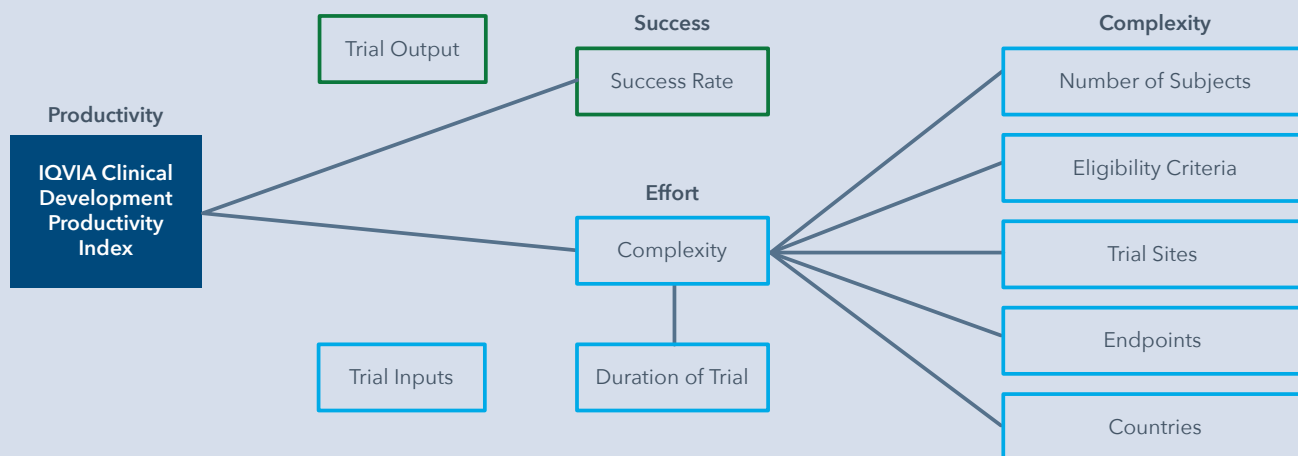 Productivity
IQVIA Clinical
Development
Productivity
Index
Trial Output
Trial Inputs
Success
Success Rate
Effort
Complexity
Duration of Trial
Complexity
Number of Subjects
Eligibility Criteria
Trial Sites
Endpoints
Countries